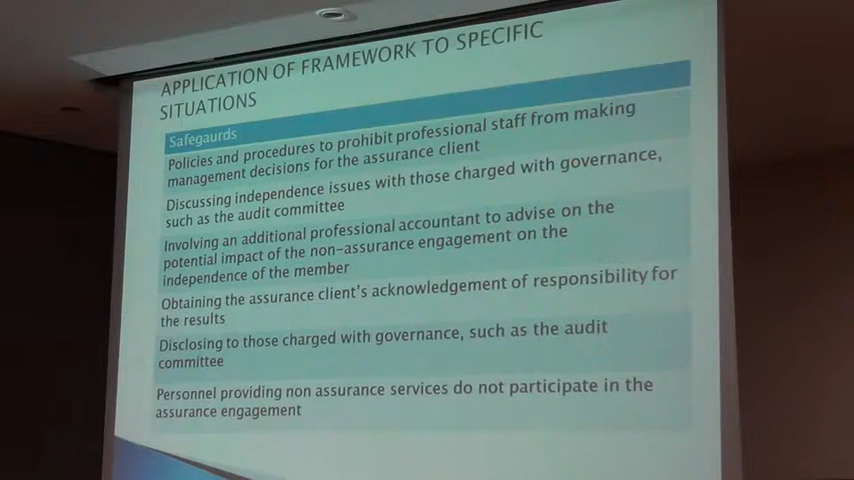 APPLICATION OF FRAMEWORK TO SPECIFIC
SITUATIONS
Safegaurds
Policies and procedures to prohibit professional staff from making
management decisions for the assurance client
Discussing independence issues with those charged with governance,
such as the audit committee
Involving an additional professional accountant to advise on the
potential impact of the non-assurance engagement on the
independence of the member
Obtaining the assurance client's acknowledgement of responsibility for
the results
Disclosing to those charged with governance, such as the audit
committee
Personnel providing non assurance services do not participate in the
assurance engagement